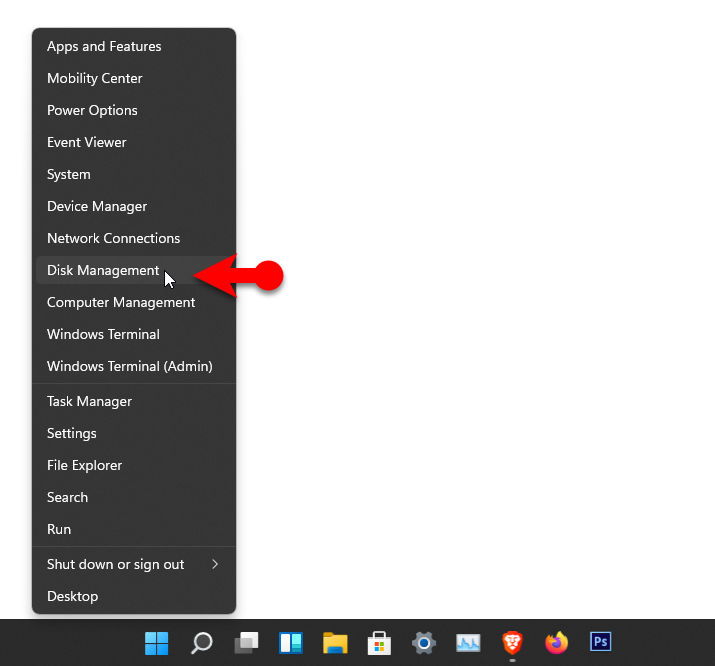 Apps and Features
Mobility Center
Power Options
Event Viewer
System
Device Manager
Network Connections
Disk Management
Computer Management
Windows Terminal
Windows Terminal (Admin)
Task Manager
Settings
File Explorer
Search
Run
Shut down or sign out
Desktop
Ps